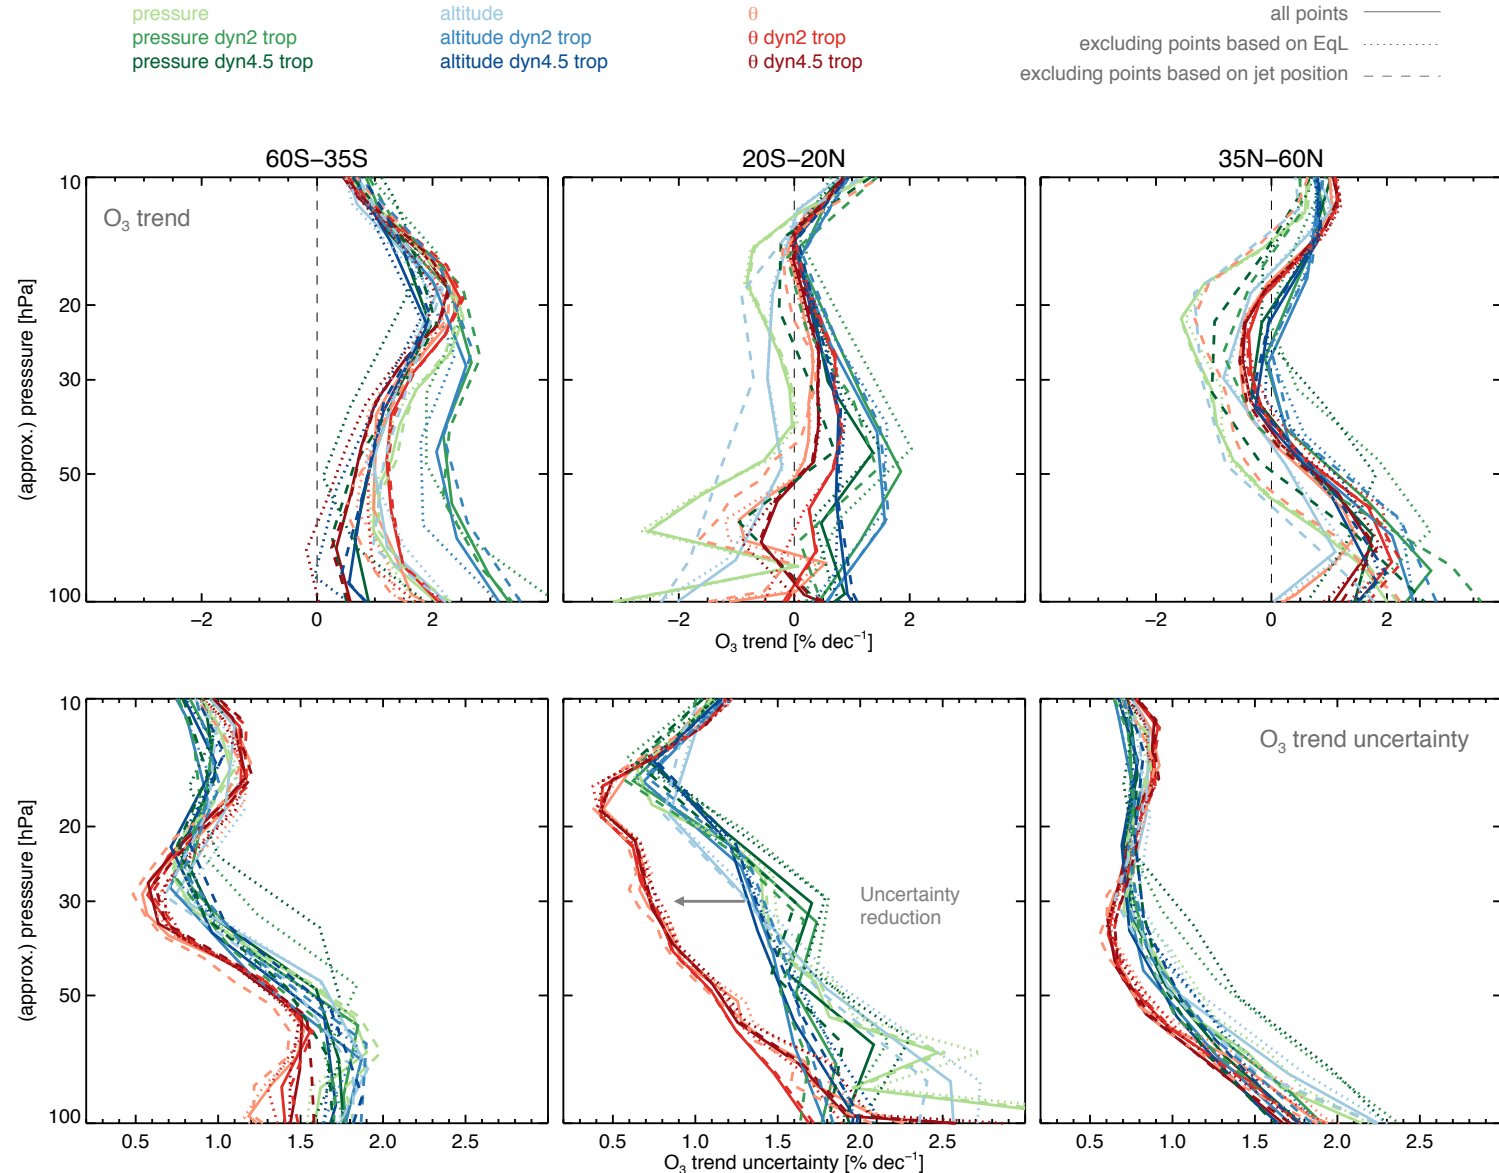 pressure altitude θ all points
pressure dyn2 trop altitude dyn2 trop θ dyn2 trop excluding points based on EqL
pressure dyn4.5 trop altitude dyn4.5 trop θ dyn4.5 trop excluding points based on jet position
60S–35S 20S–20N 35N–60N
O₃ trend
(approx.) presssure [hPa]
10
20
30
50
100
−2 0 2 −2 0 2 −2 0 2
O₃ trend [% dec⁻¹]
O₃ trend uncertainty
(approx.) pressure [hPa]
10
20
30
50
100
Uncertainty
reduction
0.5 1.0 1.5 2.0 2.5 0.5 1.0 1.5 2.0 2.5 0.5 1.0 1.5 2.0 2.5
O₃ trend uncertainty [% dec⁻¹]